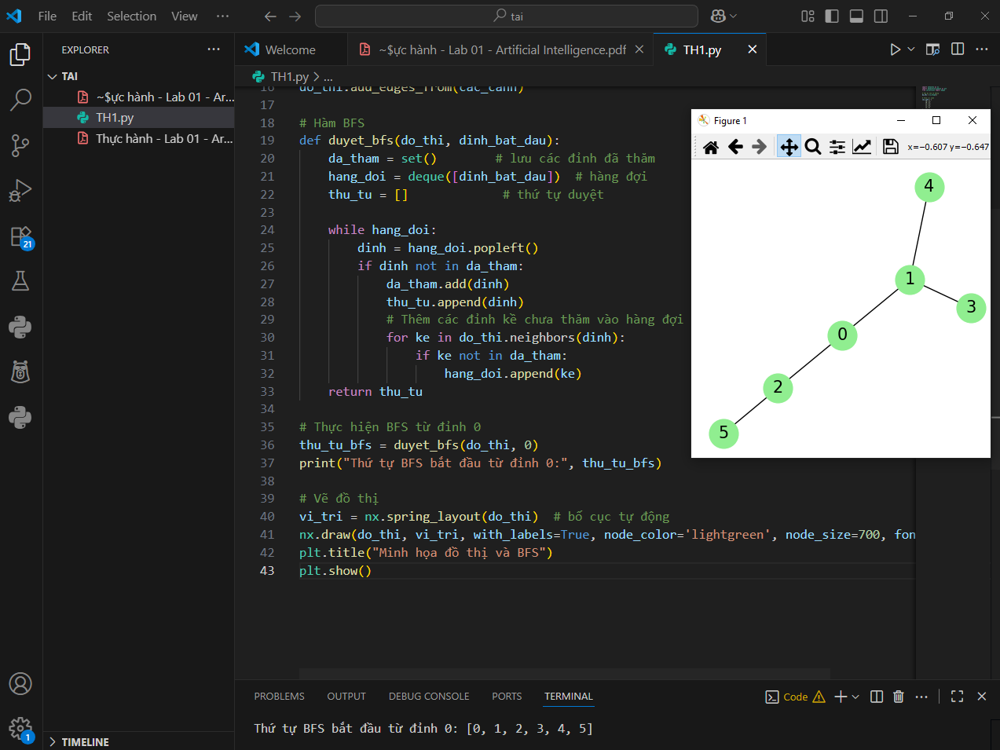 File Edit Selection View ··· tai
EXPLORER ···
TAI
~$ực hành - Lab 01 - Ar...
TH1.py
Thực hành - Lab 01 - Ar...
21
1
TIMELINE
Welcome ~$ực hành - Lab 01 - Artificial Intelligence.pdf TH1.py
TH1.py > ...
16 do_thi.add_edges_from(cac_canh)
17
18 # Hàm BFS
19 def duyet_bfs(do_thi, dinh_bat_dau):
20 da_tham = set() # lưu các đỉnh đã thăm
21 hang_doi = deque([dinh_bat_dau]) # hàng đợi
22 thu_tu = [] # thứ tự duyệt
23
24 while hang_doi:
25 dinh = hang_doi.popleft()
26 if dinh not in da_tham:
27 da_tham.add(dinh)
28 thu_tu.append(dinh)
29 # Thêm các đỉnh kề chưa thăm vào hàng đợi
30 for ke in do_thi.neighbors(dinh):
31 if ke not in da_tham:
32 hang_doi.append(ke)
33 return thu_tu
34
35 # Thực hiện BFS từ đỉnh 0
36 thu_tu_bfs = duyet_bfs(do_thi, 0)
37 print("Thứ tự BFS bắt đầu từ đỉnh 0:", thu_tu_bfs)
38
39 # Vẽ đồ thị
40 vi_tri = nx.spring_layout(do_thi) # bố cục tự động
41 nx.draw(do_thi, vi_tri, with_labels=True, node_color='lightgreen', node_size=700, fon
42 plt.title("Minh họa đồ thị và BFS")
43 plt.show()
Figure 1
x=−0.607 y=−0.647
4
1
3
0
2
5
PROBLEMS OUTPUT DEBUG CONSOLE PORTS TERMINAL Code
Thứ tự BFS bắt đầu từ đỉnh 0: [0, 1, 2, 3, 4, 5]